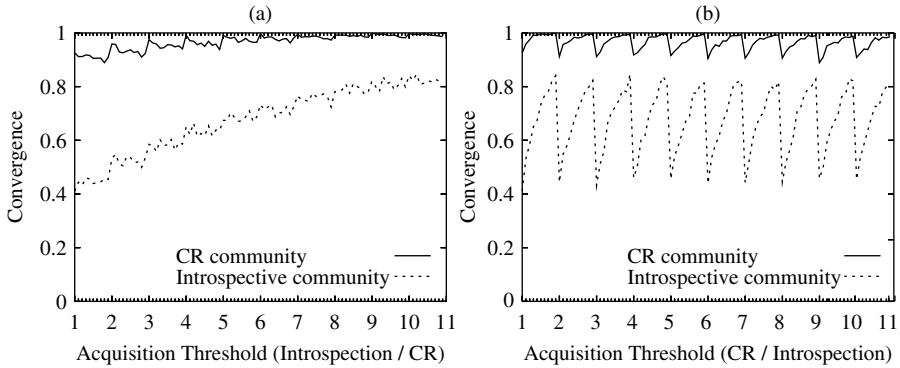 (a)
1
0.8
0.6
0.4
0.2
0
Convergence
CR community
Introspective community
1 2 3 4 5 6 7 8 9 10 11
Acquisition Threshold (Introspection / CR)
(b)
1
0.8
0.6
0.4
0.2
0
Convergence
CR community
Introspective community
1 2 3 4 5 6 7 8 9 10 11
Acquisition Threshold (CR / Introspection)